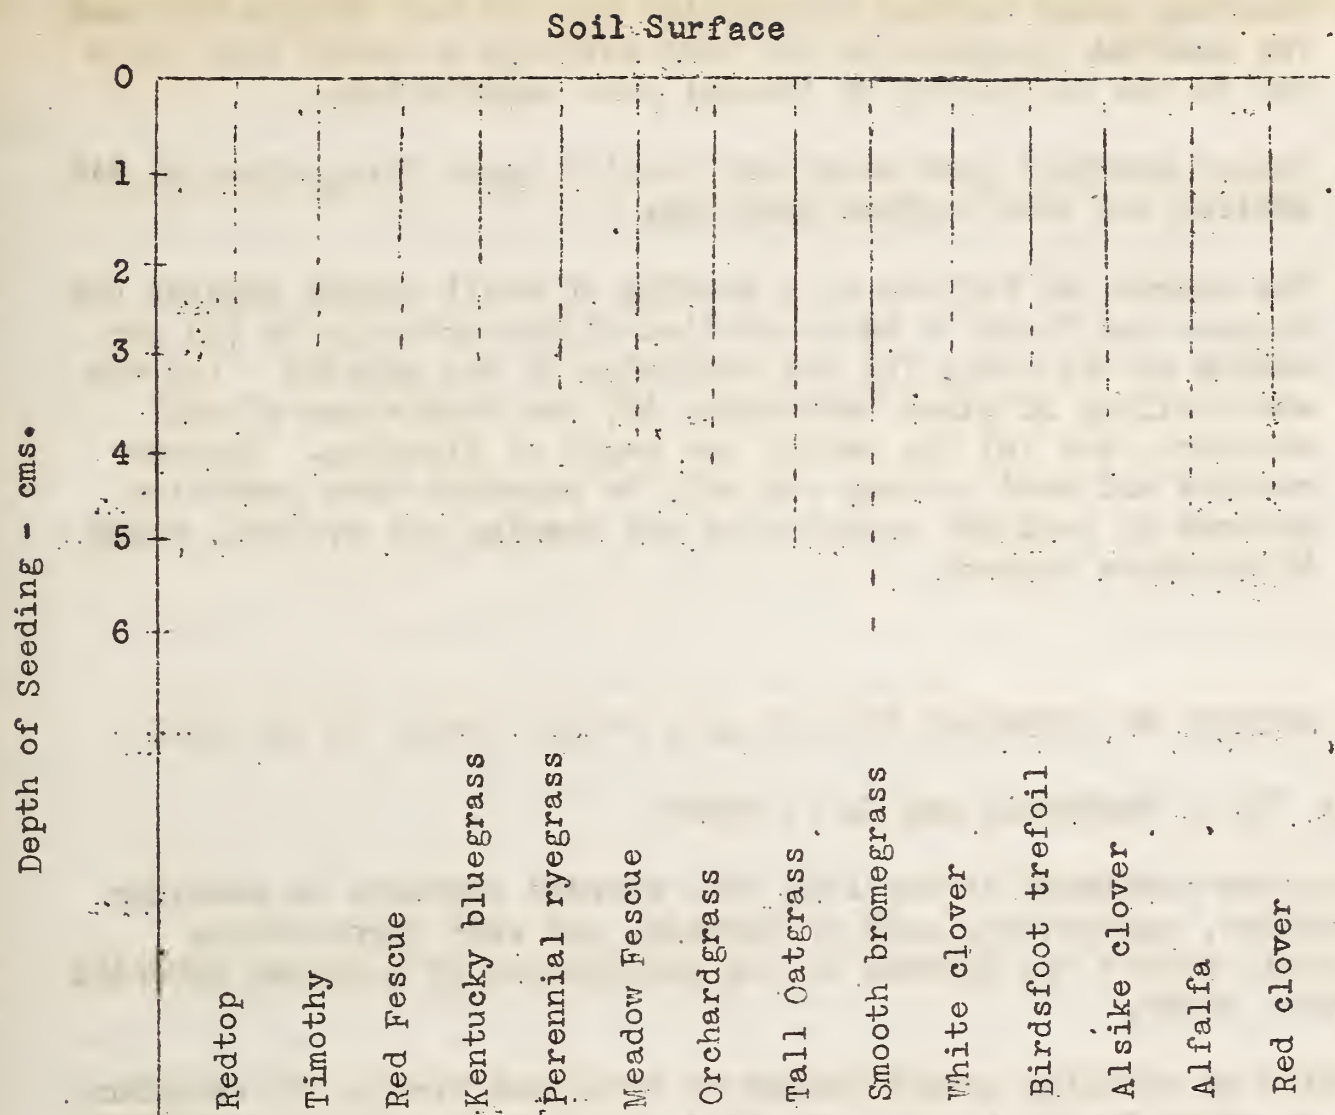 Soil Surface
0
1
2
3
4
5
6
Depth of Seeding - cms.
Redtop
Timothy
Red Fescue
Kentucky bluegrass
Perennial ryegrass
Meadow Fescue
Orchardgrass
Tall Oatgrass
Smooth bromegrass
White clover
Birdsfoot trefoil
Alsike clover
Alfalfa
Red clover